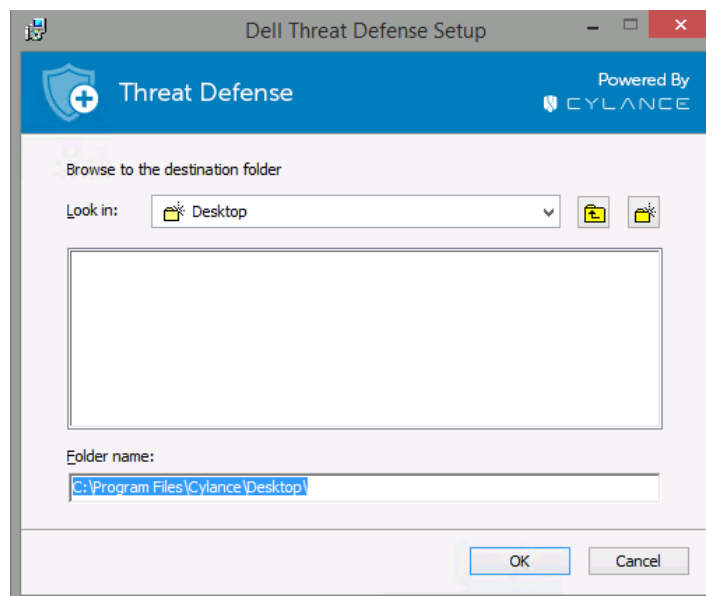 Dell Threat Defense Setup
Threat Defense
Powered By
CYLANCE
Browse to the destination folder
Look in:
Desktop
Folder name:
C:\Program Files\Cylance\Desktop\
OK
Cancel